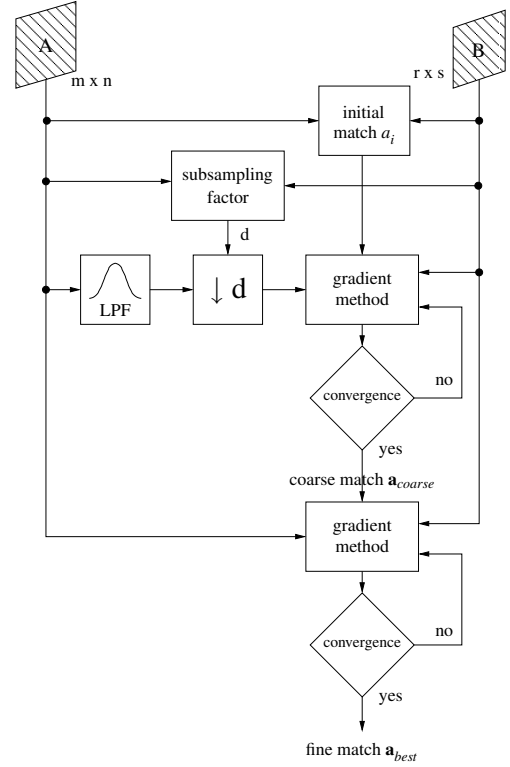 A
B
m x n
r x s
initial
match a_i
subsampling
factor
d
LPF
↓ d
gradient
method
convergence
no
yes
coarse match a_coarse
gradient
method
convergence
no
yes
fine match a_best